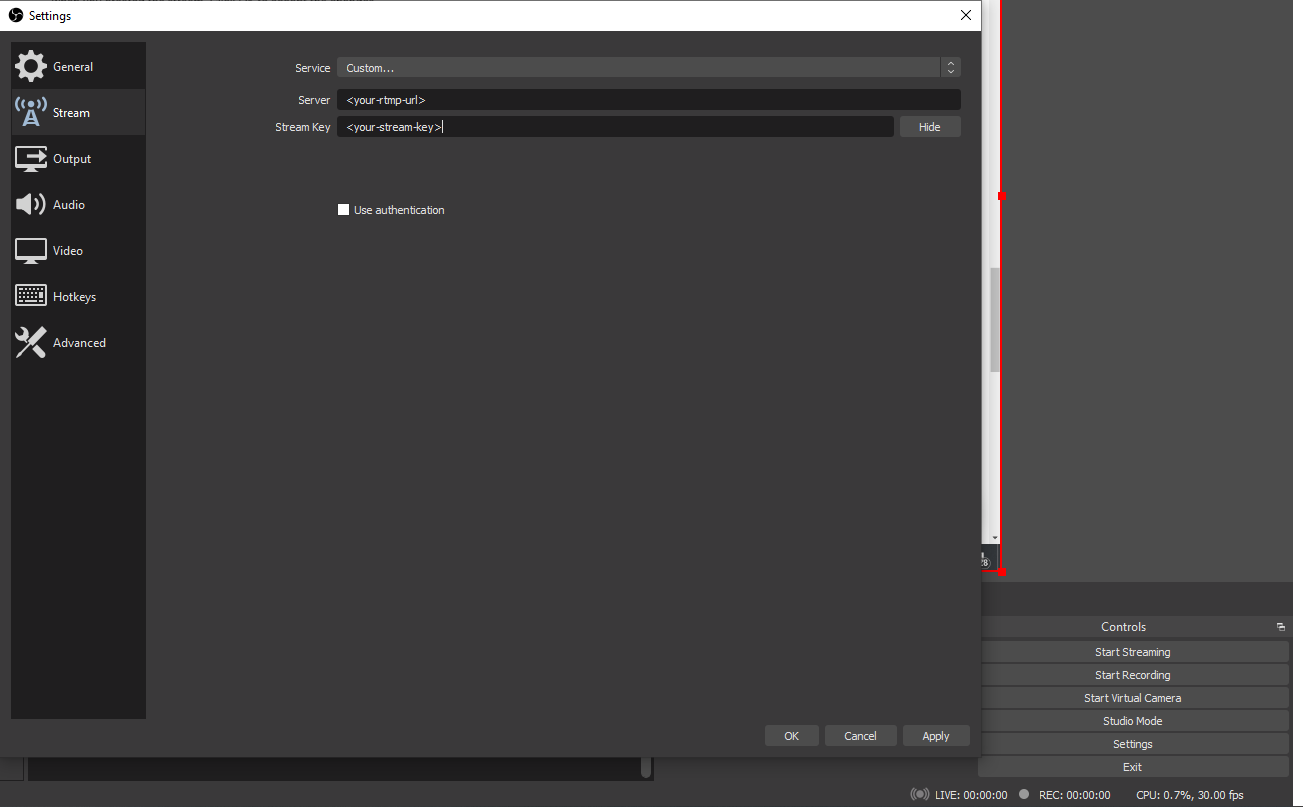 Settings
General
Stream
Output
Audio
Video
Hotkeys
Advanced
Service Custom...
Server <your-rtmp-url>
Stream Key <your-stream-key> Hide
Use authentication
OK Cancel Apply
Controls
Start Streaming
Start Recording
Start Virtual Camera
Studio Mode
Settings
Exit
LIVE: 00:00:00 REC: 00:00:00 CPU: 0.7%, 30.00 fps